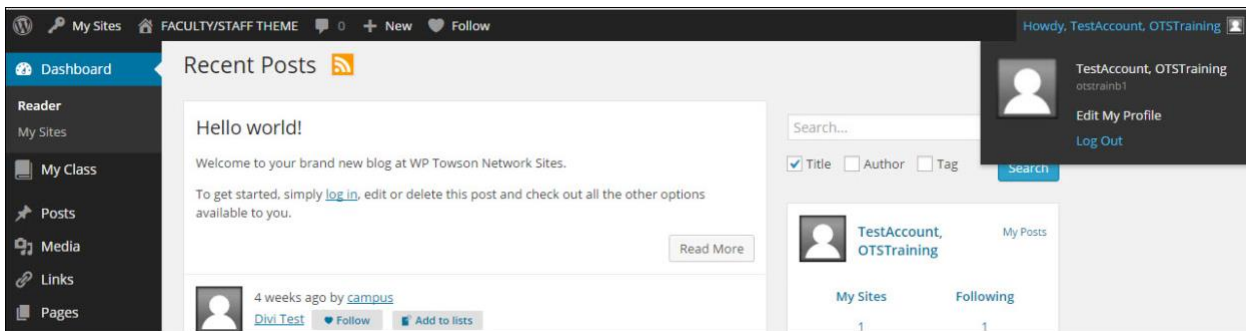 My Sites FACULTY/STAFF THEME 0 + New Follow Howdy, TestAccount, OTSTraining
Dashboard
Reader
My Sites
My Class
Posts
Media
Links
Pages
Recent Posts
Hello world!
Welcome to your brand new blog at WP Towson Network Sites.
To get started, simply log in, edit or delete this post and check out all the other options
available to you.
Read More
4 weeks ago by campus
Divi Test Follow Add to lists
TestAccount, OTSTraining
otstrainb1
Edit My Profile
Log Out
Search...
Title Author Tag
Search
TestAccount, My Posts
OTSTraining
My Sites Following
1 1